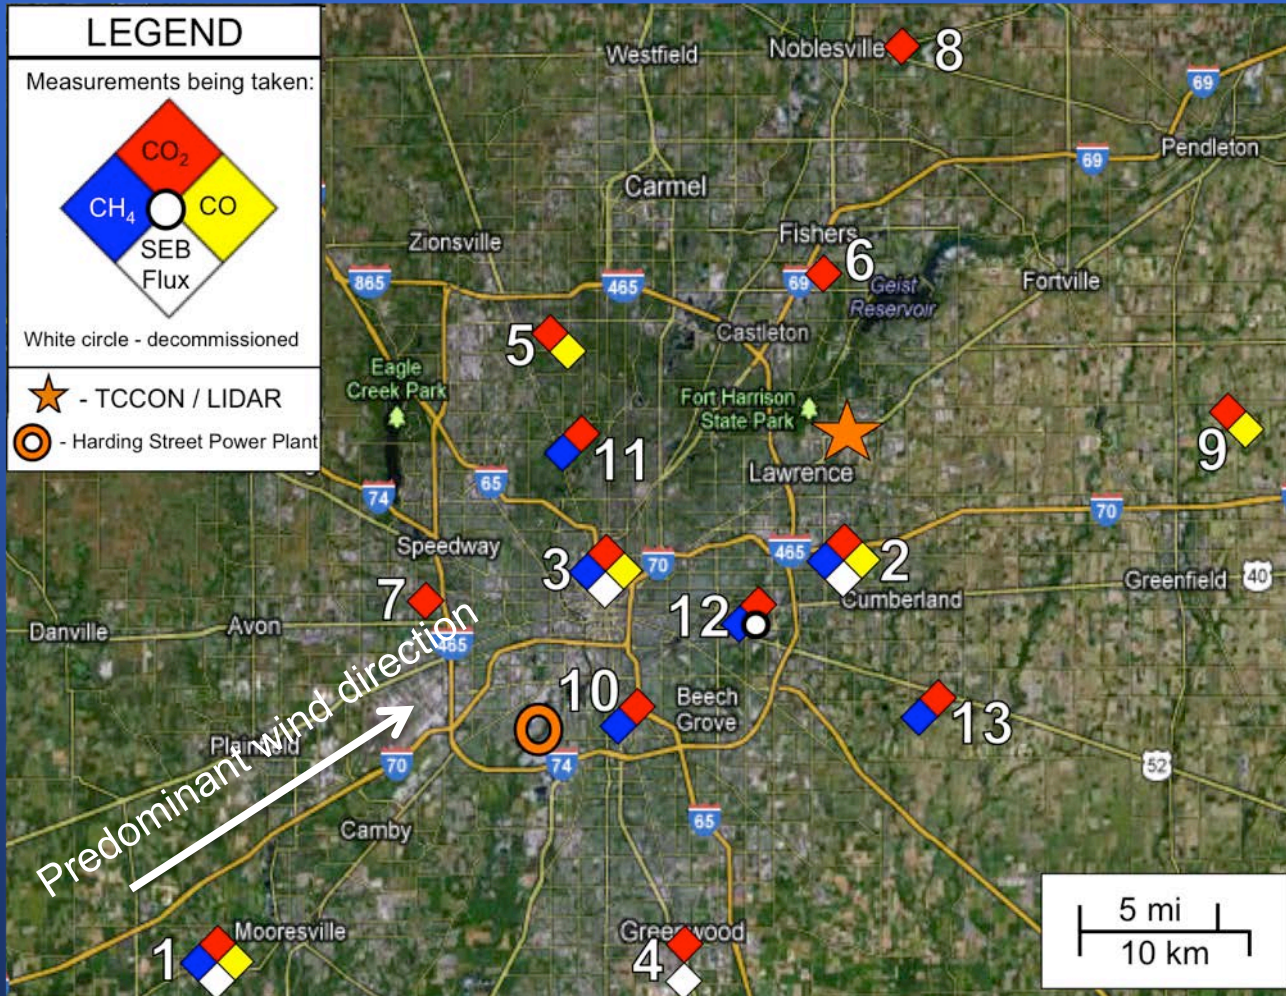 LEGEND
Measurements being taken:
CO₂
CH₄
CO
SEB
Flux
White circle - decommissioned
- TCCON / LIDAR
- Harding Street Power Plant
Westfield
Noblesville
8
69
Pendleton
69
Carmel
Zionsville
Fishers
6
865
465
69
Geist
Reservoir
Fortville
5
Castleton
Eagle
Creek Park
Fort Harrison
State Park
9
11
Lawrence
65
74
70
Speedway
3
70
465
2
Greenfield
40
7
12
Cumberland
Danville
Avon
465
10
Beech
Grove
13
Predominant wind direction
Plainfield
70
74
52
65
Camby
5 mi
10 km
1
Mooresville
Greenwood
4